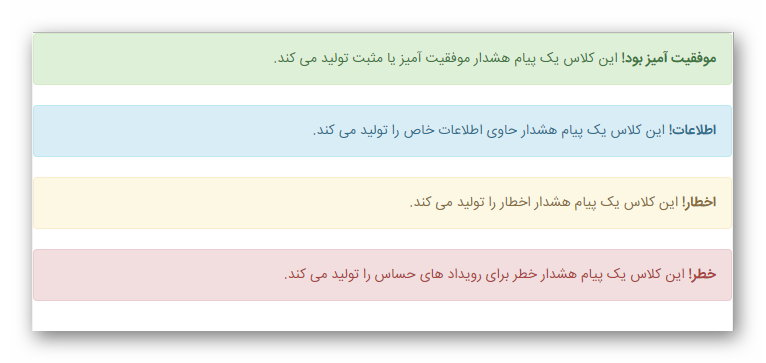 موفقیت آمیز بود! این کلاس یک پیام هشدار موفقیت آمیز یا مثبت تولید می کند.
اطلاعات! این کلاس یک پیام هشدار حاوی اطلاعات خاص را تولید می کند.
اخطار! این کلاس یک پیام هشدار اخطار را تولید می کند.
خطر! این کلاس یک پیام هشدار خطر برای رویداد های حساس را تولید می کند.